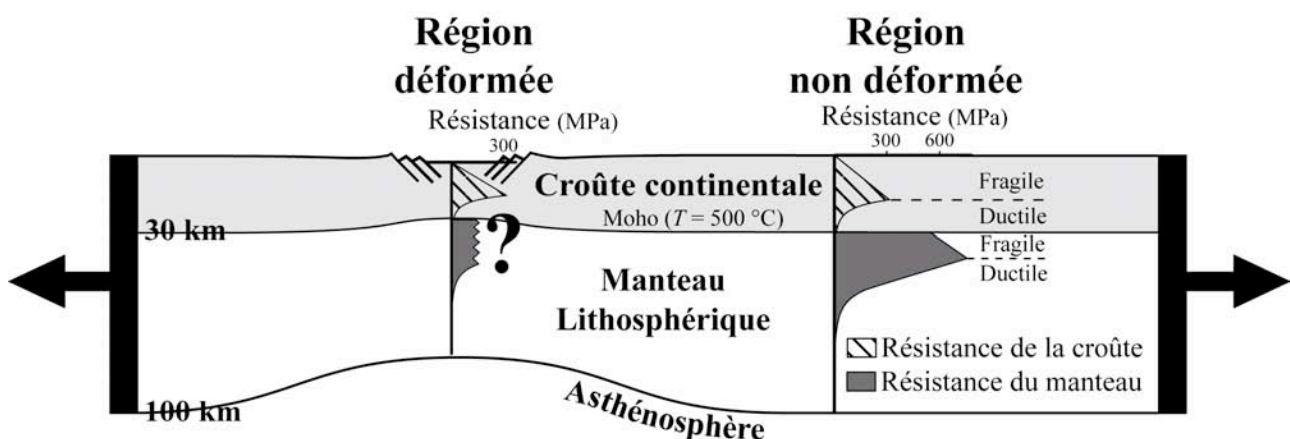 Région
déformée
Résistance (MPa)
300
Région
non déformée
Résistance (MPa)
300 600
Croûte continentale
Moho (T = 500 °C)
Fragile
Ductile
30 km
?
Fragile
Ductile
Manteau
Lithosphérique
Résistance de la croûte
Résistance du manteau
100 km
Asthénosphère